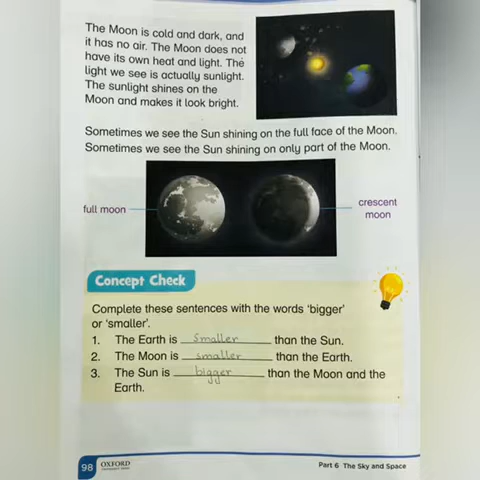 The Moon is cold and dark, and
it has no air. The Moon does not
have its own heat and light. The
light we see is actually sunlight.
The sunlight shines on the
Moon and makes it look bright.
Sometimes we see the Sun shining on the full face of the Moon.
Sometimes we see the Sun shining on only part of the Moon.
full moon
crescent
moon
Concept Check
Complete these sentences with the words 'bigger'
or 'smaller'.
1. The Earth is smaller than the Sun.
2. The Moon is smaller than the Earth.
3. The Sun is bigger than the Moon and the
Earth.
98 OXFORD Part 6 The Sky and Space